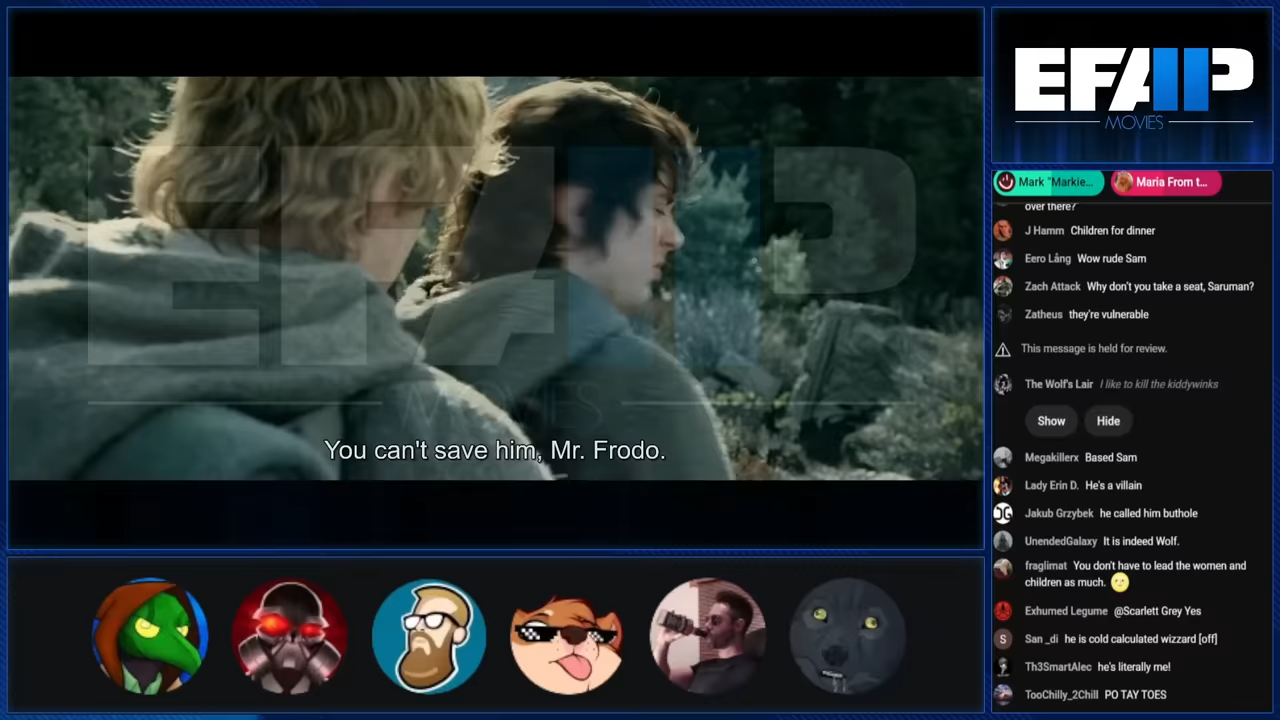 EFAP
MOVIES
You can't save him, Mr. Frodo.
EFAP
MOVIES
Mark "Markie...
Maria From t...
over there?
J Hamm Children for dinner
Eero Lång Wow rude Sam
Zach Attack Why don't you take a seat, Saruman?
Zatheus they're vulnerable
This message is held for review.
The Wolf's Lair I like to kill the kiddywinks
Show Hide
Megakillerx Based Sam
Lady Erin D. He's a villain
Jakub Grzybek he called him buthole
UnendedGalaxy It is indeed Wolf.
fraglimat You don't have to lead the women and
children as much.
Exhumed Legume @Scarlett Grey Yes
S San _di he is cold calculated wizzard [off]
Th3SmartAlec he's literally me!
TooChilly_2Chill PO TAY TOES